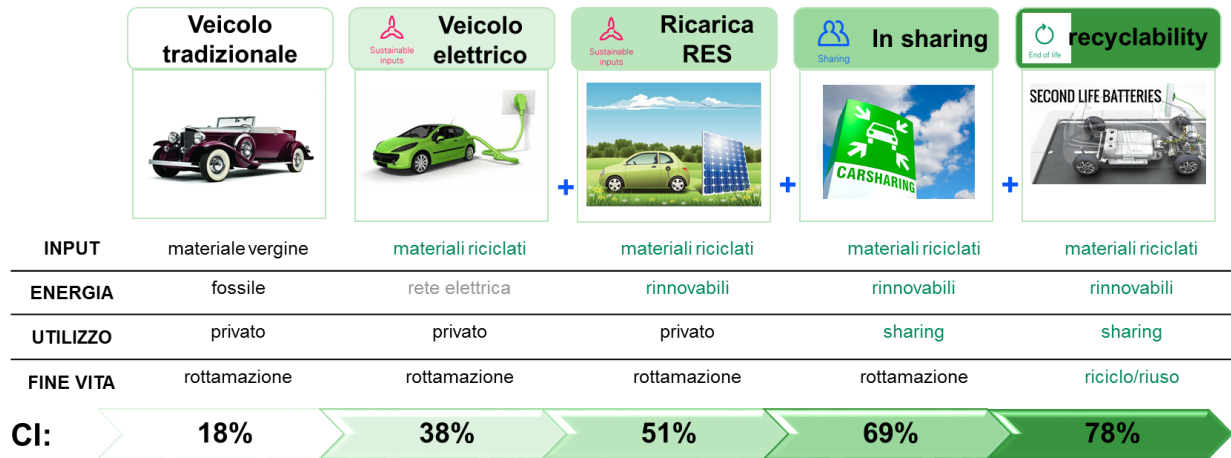 Veicolo
tradizionale
Sustainable
inputs
Veicolo
elettrico
Sustainable
inputs
Ricarica
RES
Sharing
In sharing
End of life
recyclability
CARSHARING
SECOND LIFE BATTERIES
INPUT materiale vergine materiali riciclati materiali riciclati materiali riciclati materiali riciclati
ENERGIA fossile rete elettrica rinnovabili rinnovabili rinnovabili
UTILIZZO privato privato privato sharing sharing
FINE VITA rottamazione rottamazione rottamazione rottamazione riciclo/riuso
CI: 18% 38% 51% 69% 78%